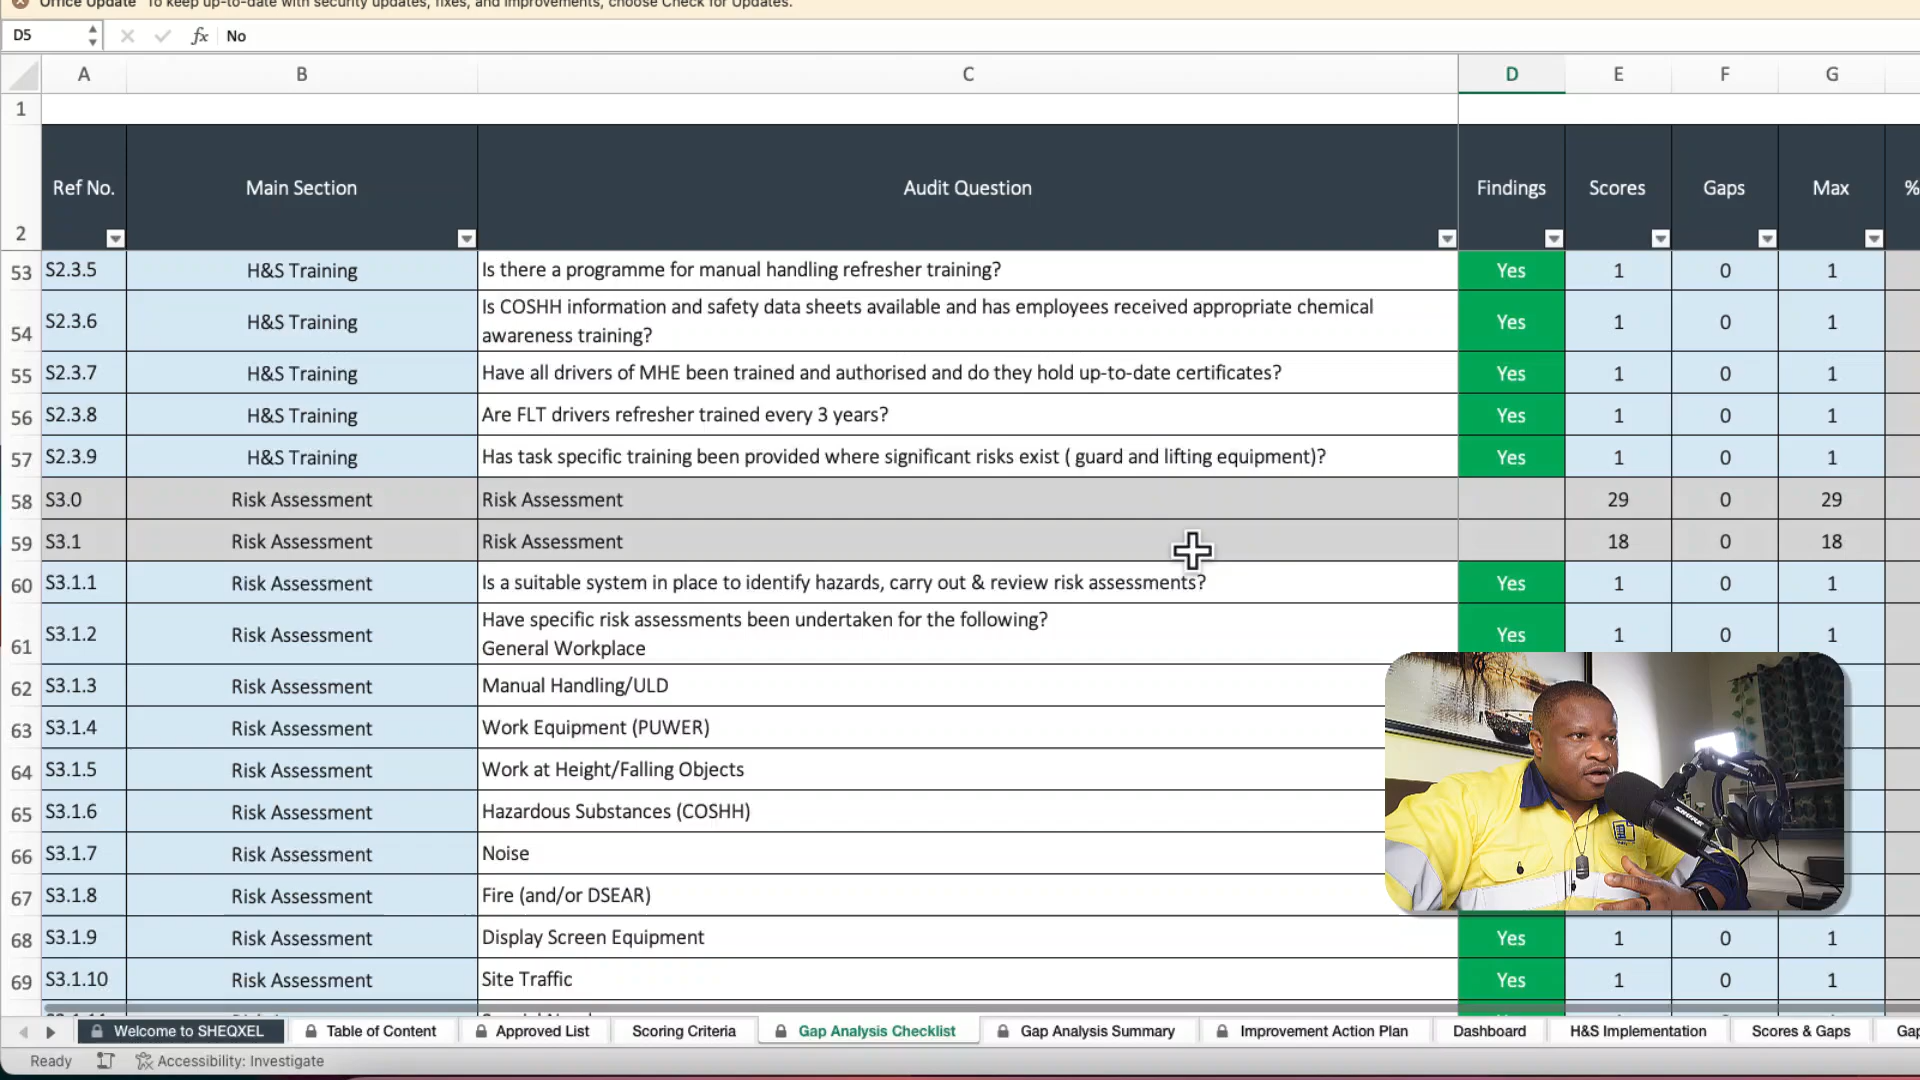 Office Update To keep up-to-date with security updates, fixes, and improvements, choose Check for Updates.
D5 fx No
A B C D E F G
1
2 Ref No. Main Section Audit Question Findings Scores Gaps Max %
53 S2.3.5 H&S Training Is there a programme for manual handling refresher training? Yes 1 0 1
54 S2.3.6 H&S Training Is COSHH information and safety data sheets available and has employees received appropriate chemical
awareness training? Yes 1 0 1
55 S2.3.7 H&S Training Have all drivers of MHE been trained and authorised and do they hold up-to-date certificates? Yes 1 0 1
56 S2.3.8 H&S Training Are FLT drivers refresher trained every 3 years? Yes 1 0 1
57 S2.3.9 H&S Training Has task specific training been provided where significant risks exist ( guard and lifting equipment)? Yes 1 0 1
58 S3.0 Risk Assessment Risk Assessment 29 0 29
59 S3.1 Risk Assessment Risk Assessment 18 0 18
60 S3.1.1 Risk Assessment Is a suitable system in place to identify hazards, carry out & review risk assessments? Yes 1 0 1
61 S3.1.2 Risk Assessment Have specific risk assessments been undertaken for the following?
General Workplace Yes 1 0 1
62 S3.1.3 Risk Assessment Manual Handling/ULD
63 S3.1.4 Risk Assessment Work Equipment (PUWER)
64 S3.1.5 Risk Assessment Work at Height/Falling Objects
65 S3.1.6 Risk Assessment Hazardous Substances (COSHH)
66 S3.1.7 Risk Assessment Noise
67 S3.1.8 Risk Assessment Fire (and/or DSEAR)
68 S3.1.9 Risk Assessment Display Screen Equipment Yes 1 0 1
69 S3.1.10 Risk Assessment Site Traffic Yes 1 0 1
Welcome to SHEQXEL Table of Content Approved List Scoring Criteria Gap Analysis Checklist Gap Analysis Summary Improvement Action Plan Dashboard H&S Implementation Scores & Gaps Gap
Ready Accessibility: Investigate